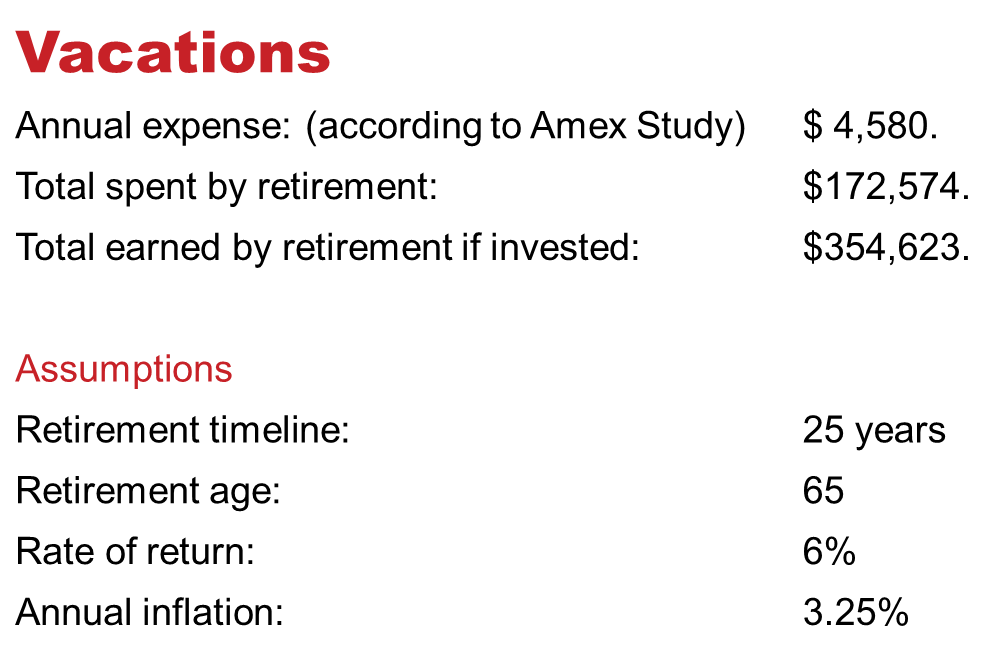 Vacations
Annual expense: (according to Amex Study) $ 4,580.
Total spent by retirement: $172,574.
Total earned by retirement if invested: $354,623.
Assumptions
Retirement timeline: 25 years
Retirement age: 65
Rate of return: 6%
Annual inflation: 3.25%